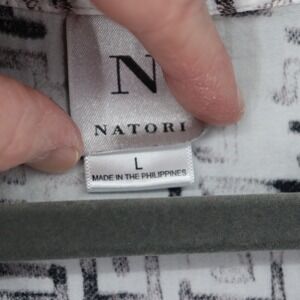 N
NATORI
L
MADE IN THE PHILIPPINES